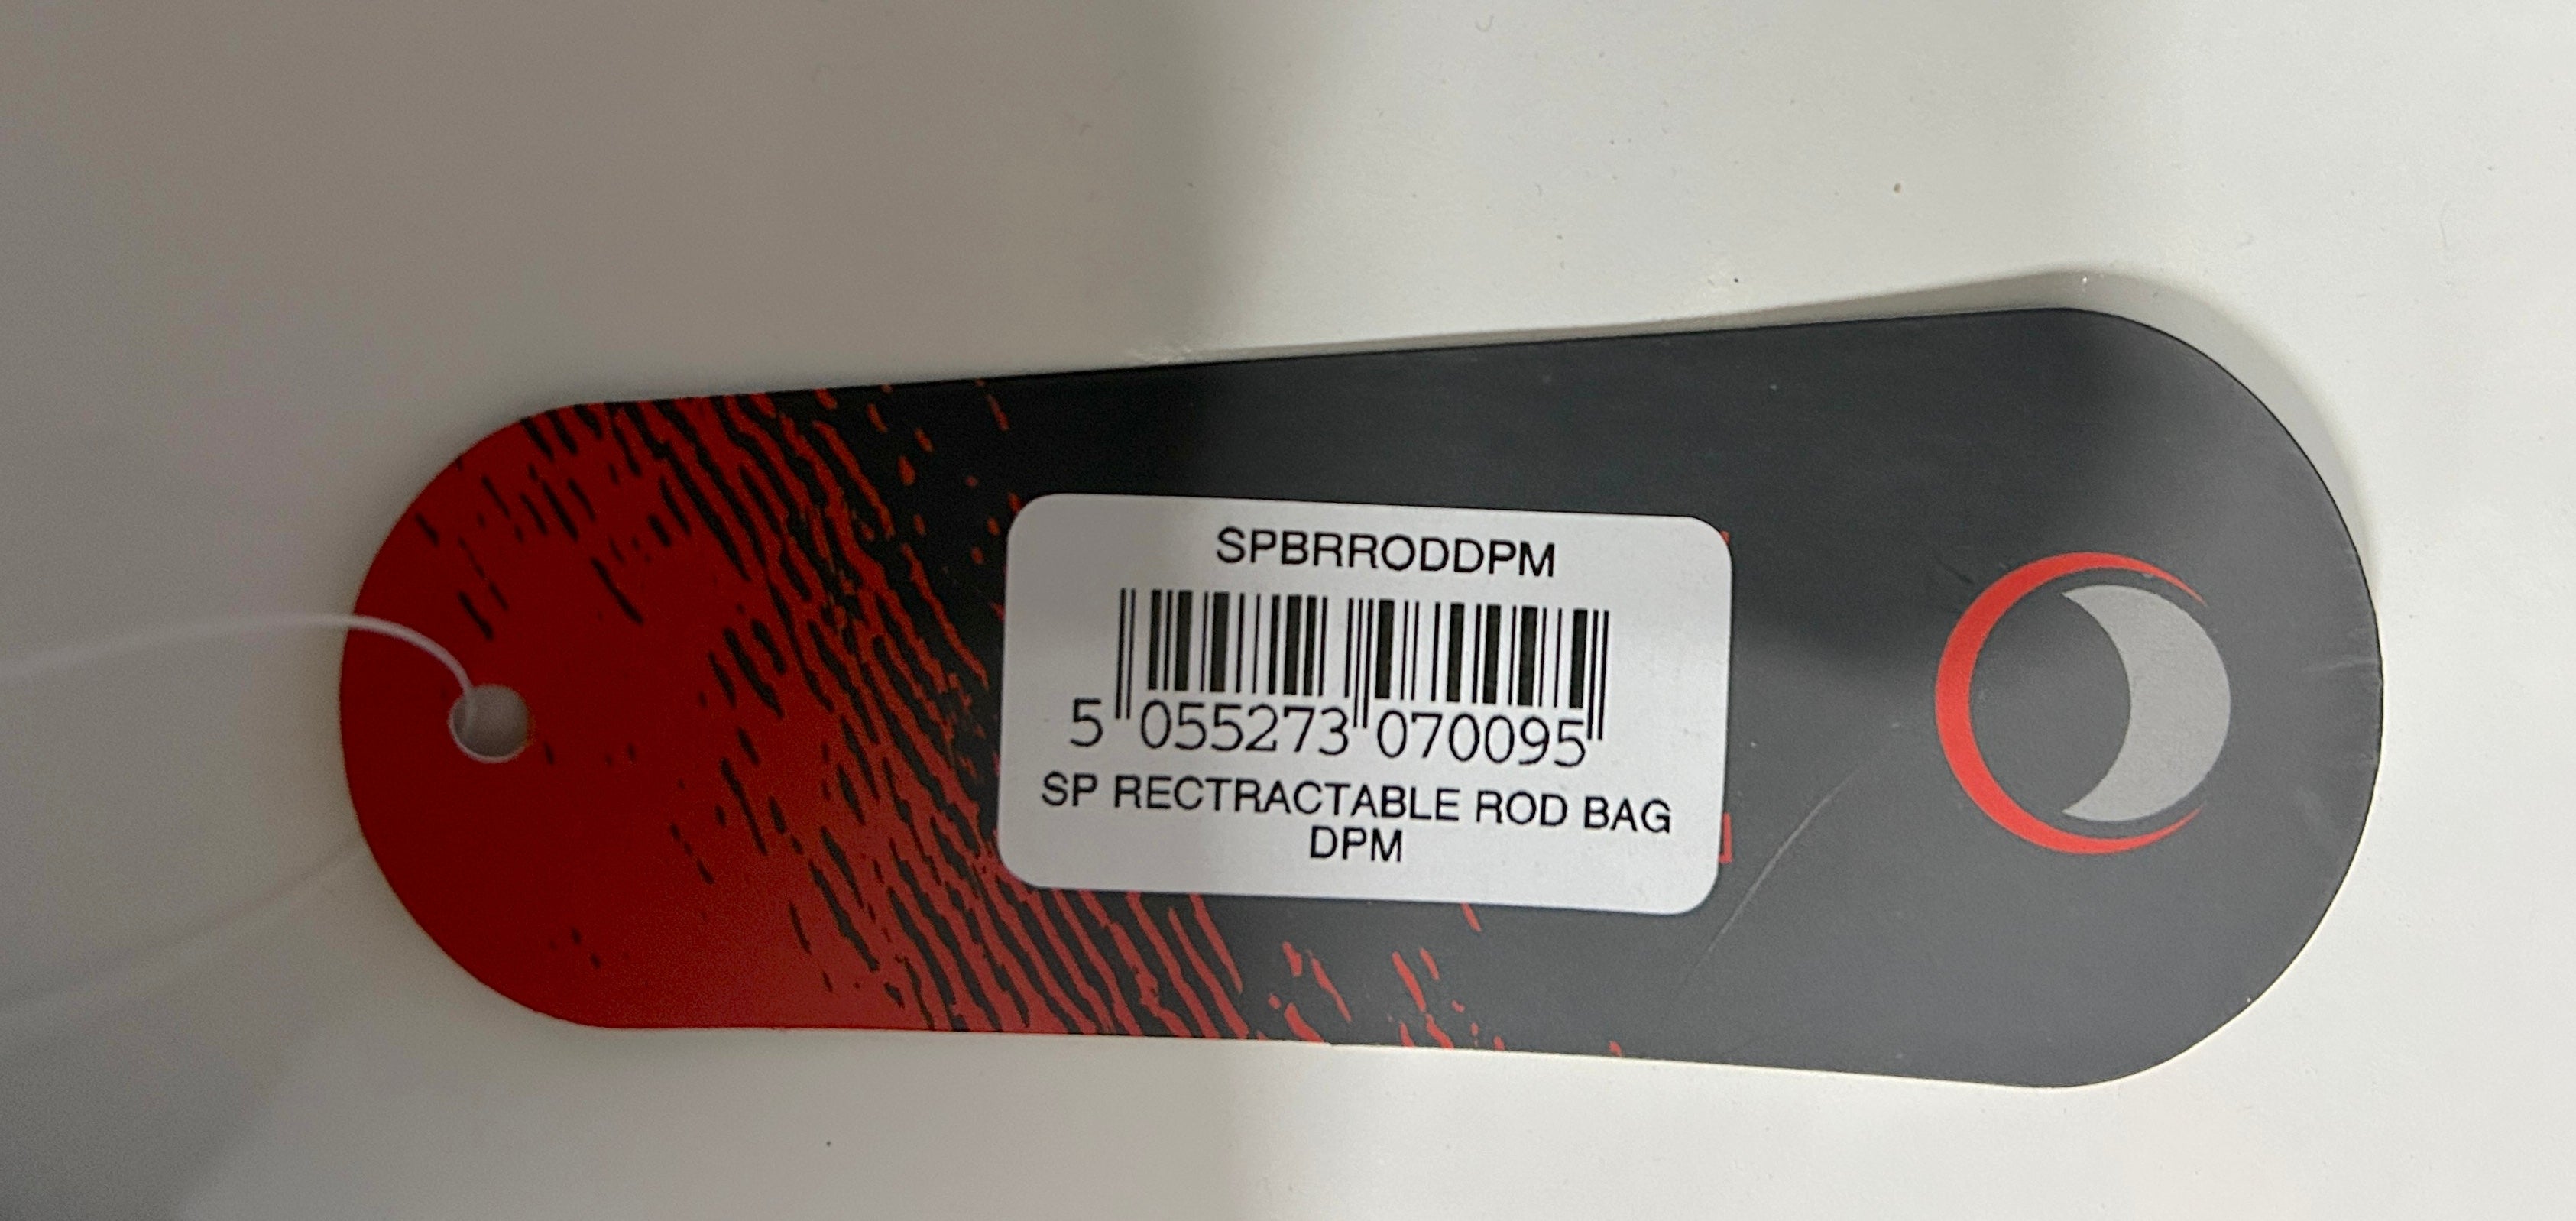 SPBRRODDPM
5 055273 070095
SP RECTRACTABLE ROD BAG
DPM